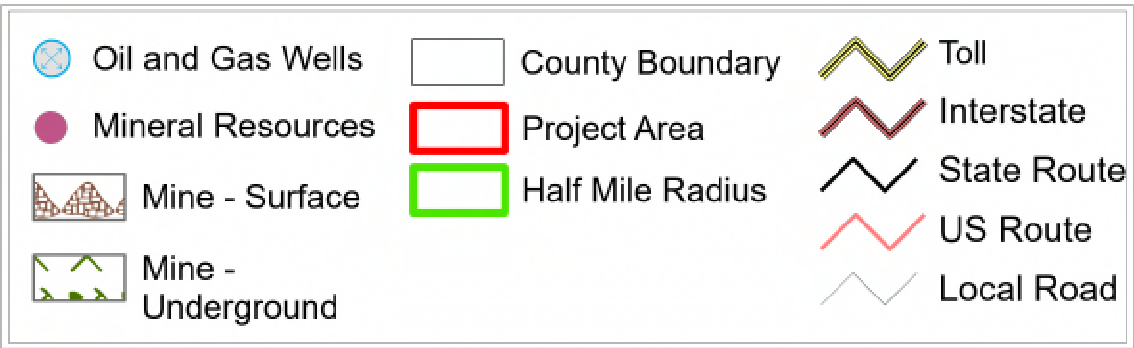 Oil and Gas Wells
Mineral Resources
Mine - Surface
Mine -
Underground
County Boundary
Project Area
Half Mile Radius
Toll
Interstate
State Route
US Route
Local Road